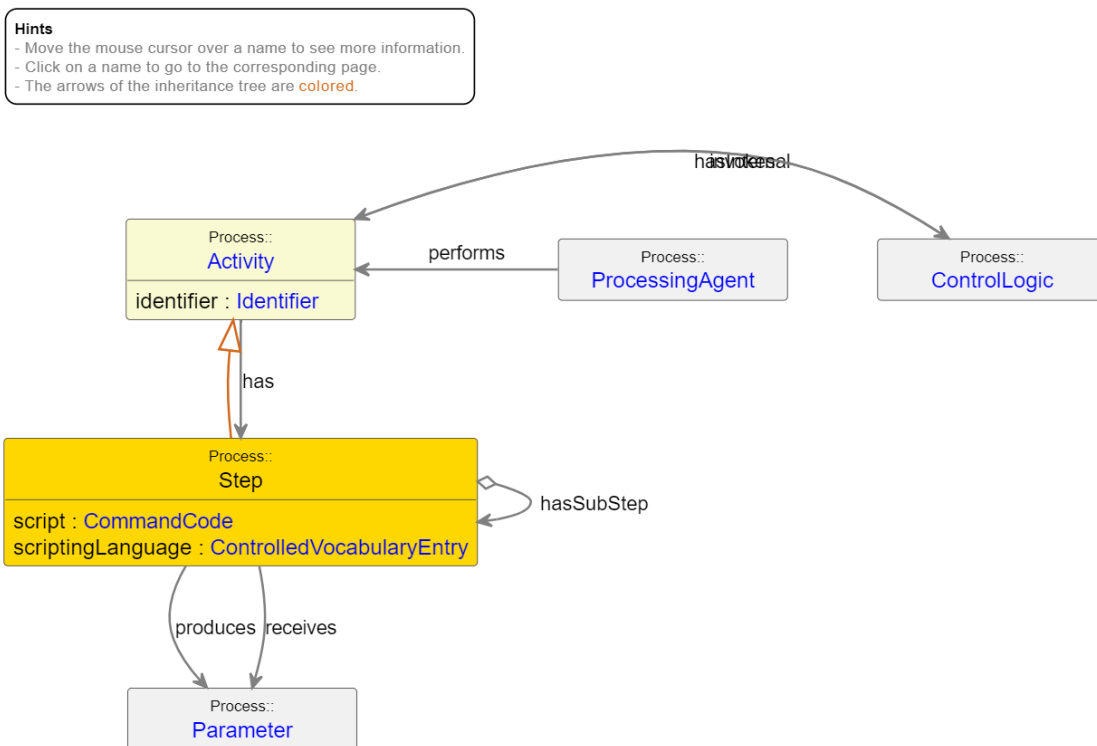 Hints
- Move the mouse cursor over a name to see more information.
- Click on a name to go to the corresponding page.
- The arrows of the inheritance tree are colored.
Process::
Activity
identifier : Identifier
performs
Process::
ProcessingAgent
Process::
ControlLogic
has
Process::
Step
script : CommandCode
scriptingLanguage : ControlledVocabularyEntry
hasSubStep
produces
receives
Process::
Parameter